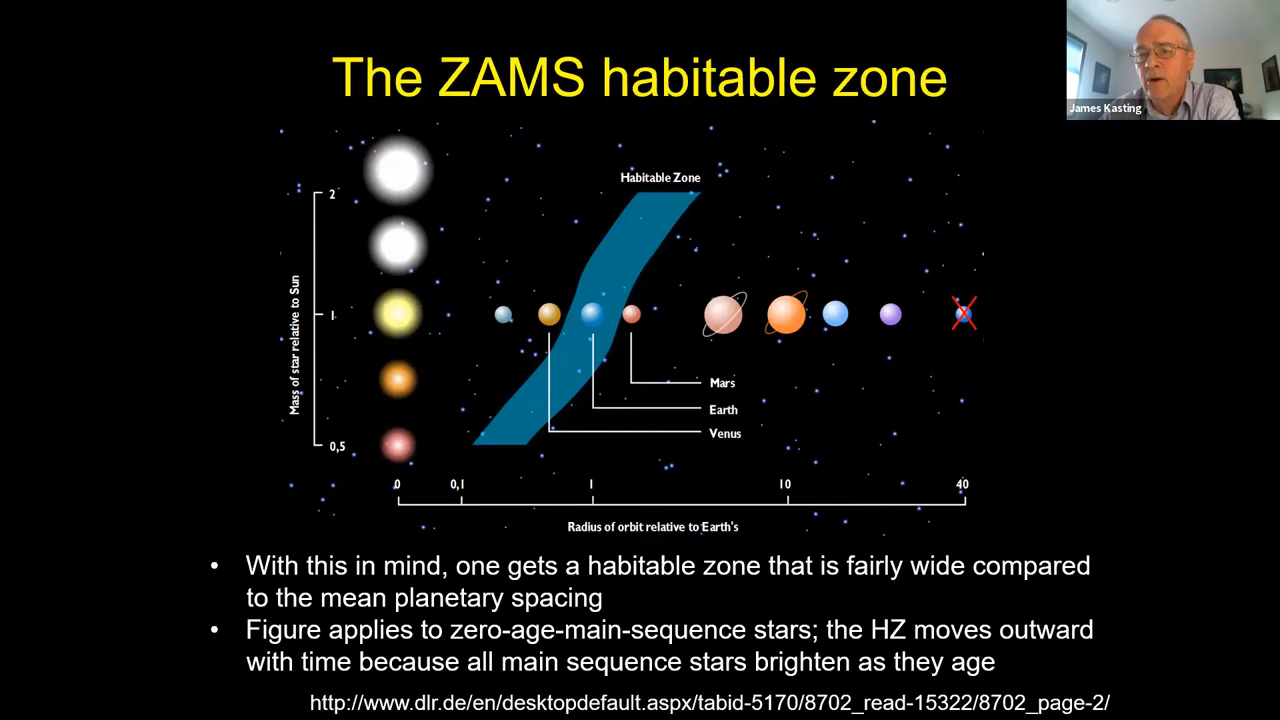 The ZAMS habitable zone
James Kasting
Habitable Zone
2
1
0,5
Mass of star relative to Sun
Mars
Earth
Venus
0 0,1 1 10 40
Radius of orbit relative to Earth's
• With this in mind, one gets a habitable zone that is fairly wide compared
to the mean planetary spacing
• Figure applies to zero-age-main-sequence stars; the HZ moves outward
with time because all main sequence stars brighten as they age
http://www.dlr.de/en/desktopdefault.aspx/tabid-5170/8702_read-15322/8702_page-2/